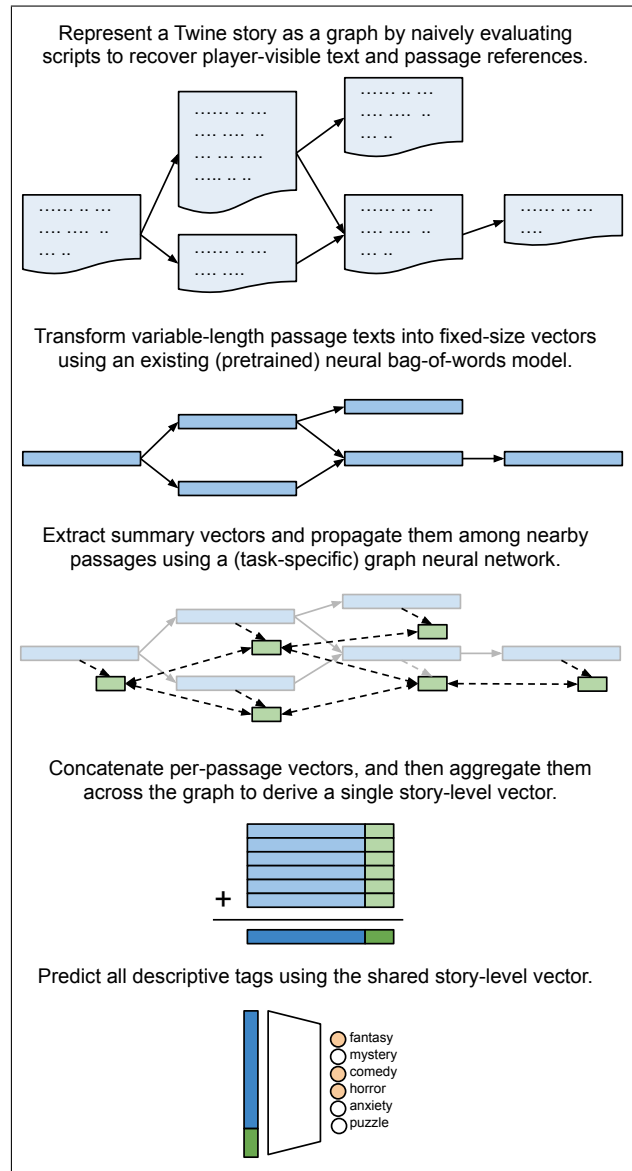 Represent a Twine story as a graph by naively evaluating
scripts to recover player-visible text and passage references.
Transform variable-length passage texts into fixed-size vectors
using an existing (pretrained) neural bag-of-words model.
Extract summary vectors and propagate them among nearby
passages using a (task-specific) graph neural network.
Concatenate per-passage vectors, and then aggregate them
across the graph to derive a single story-level vector.
+
Predict all descriptive tags using the shared story-level vector.
fantasy
mystery
comedy
horror
anxiety
puzzle